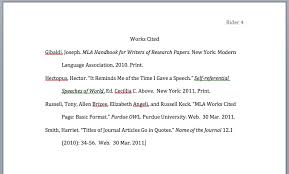 Rider 4
Works Cited
Gibaldi, Joseph. MLA Handbook for Writers of Research Papers. New York: Modern
Language Association, 2010. Print.
Hectopus, Hector. "It Reminds Me of the Time I Gave a Speech." Self-referential
Speeches of World, Ed. Cecilia C. Above. New York: 2011, Print.
Russell, Tony, Allen Brizee, Elizabeth Angeli, and Russell Keck. "MLA Works Cited
Page: Basic Format." Purdue OWL. Purdue University. Web. 30 Mar. 2011.
Smith, Harriet. "Titles of Journal Articles Go in Quotes." Name of the Journal 12.1
(2010): 34-56. Web. 30 Mar. 2011]